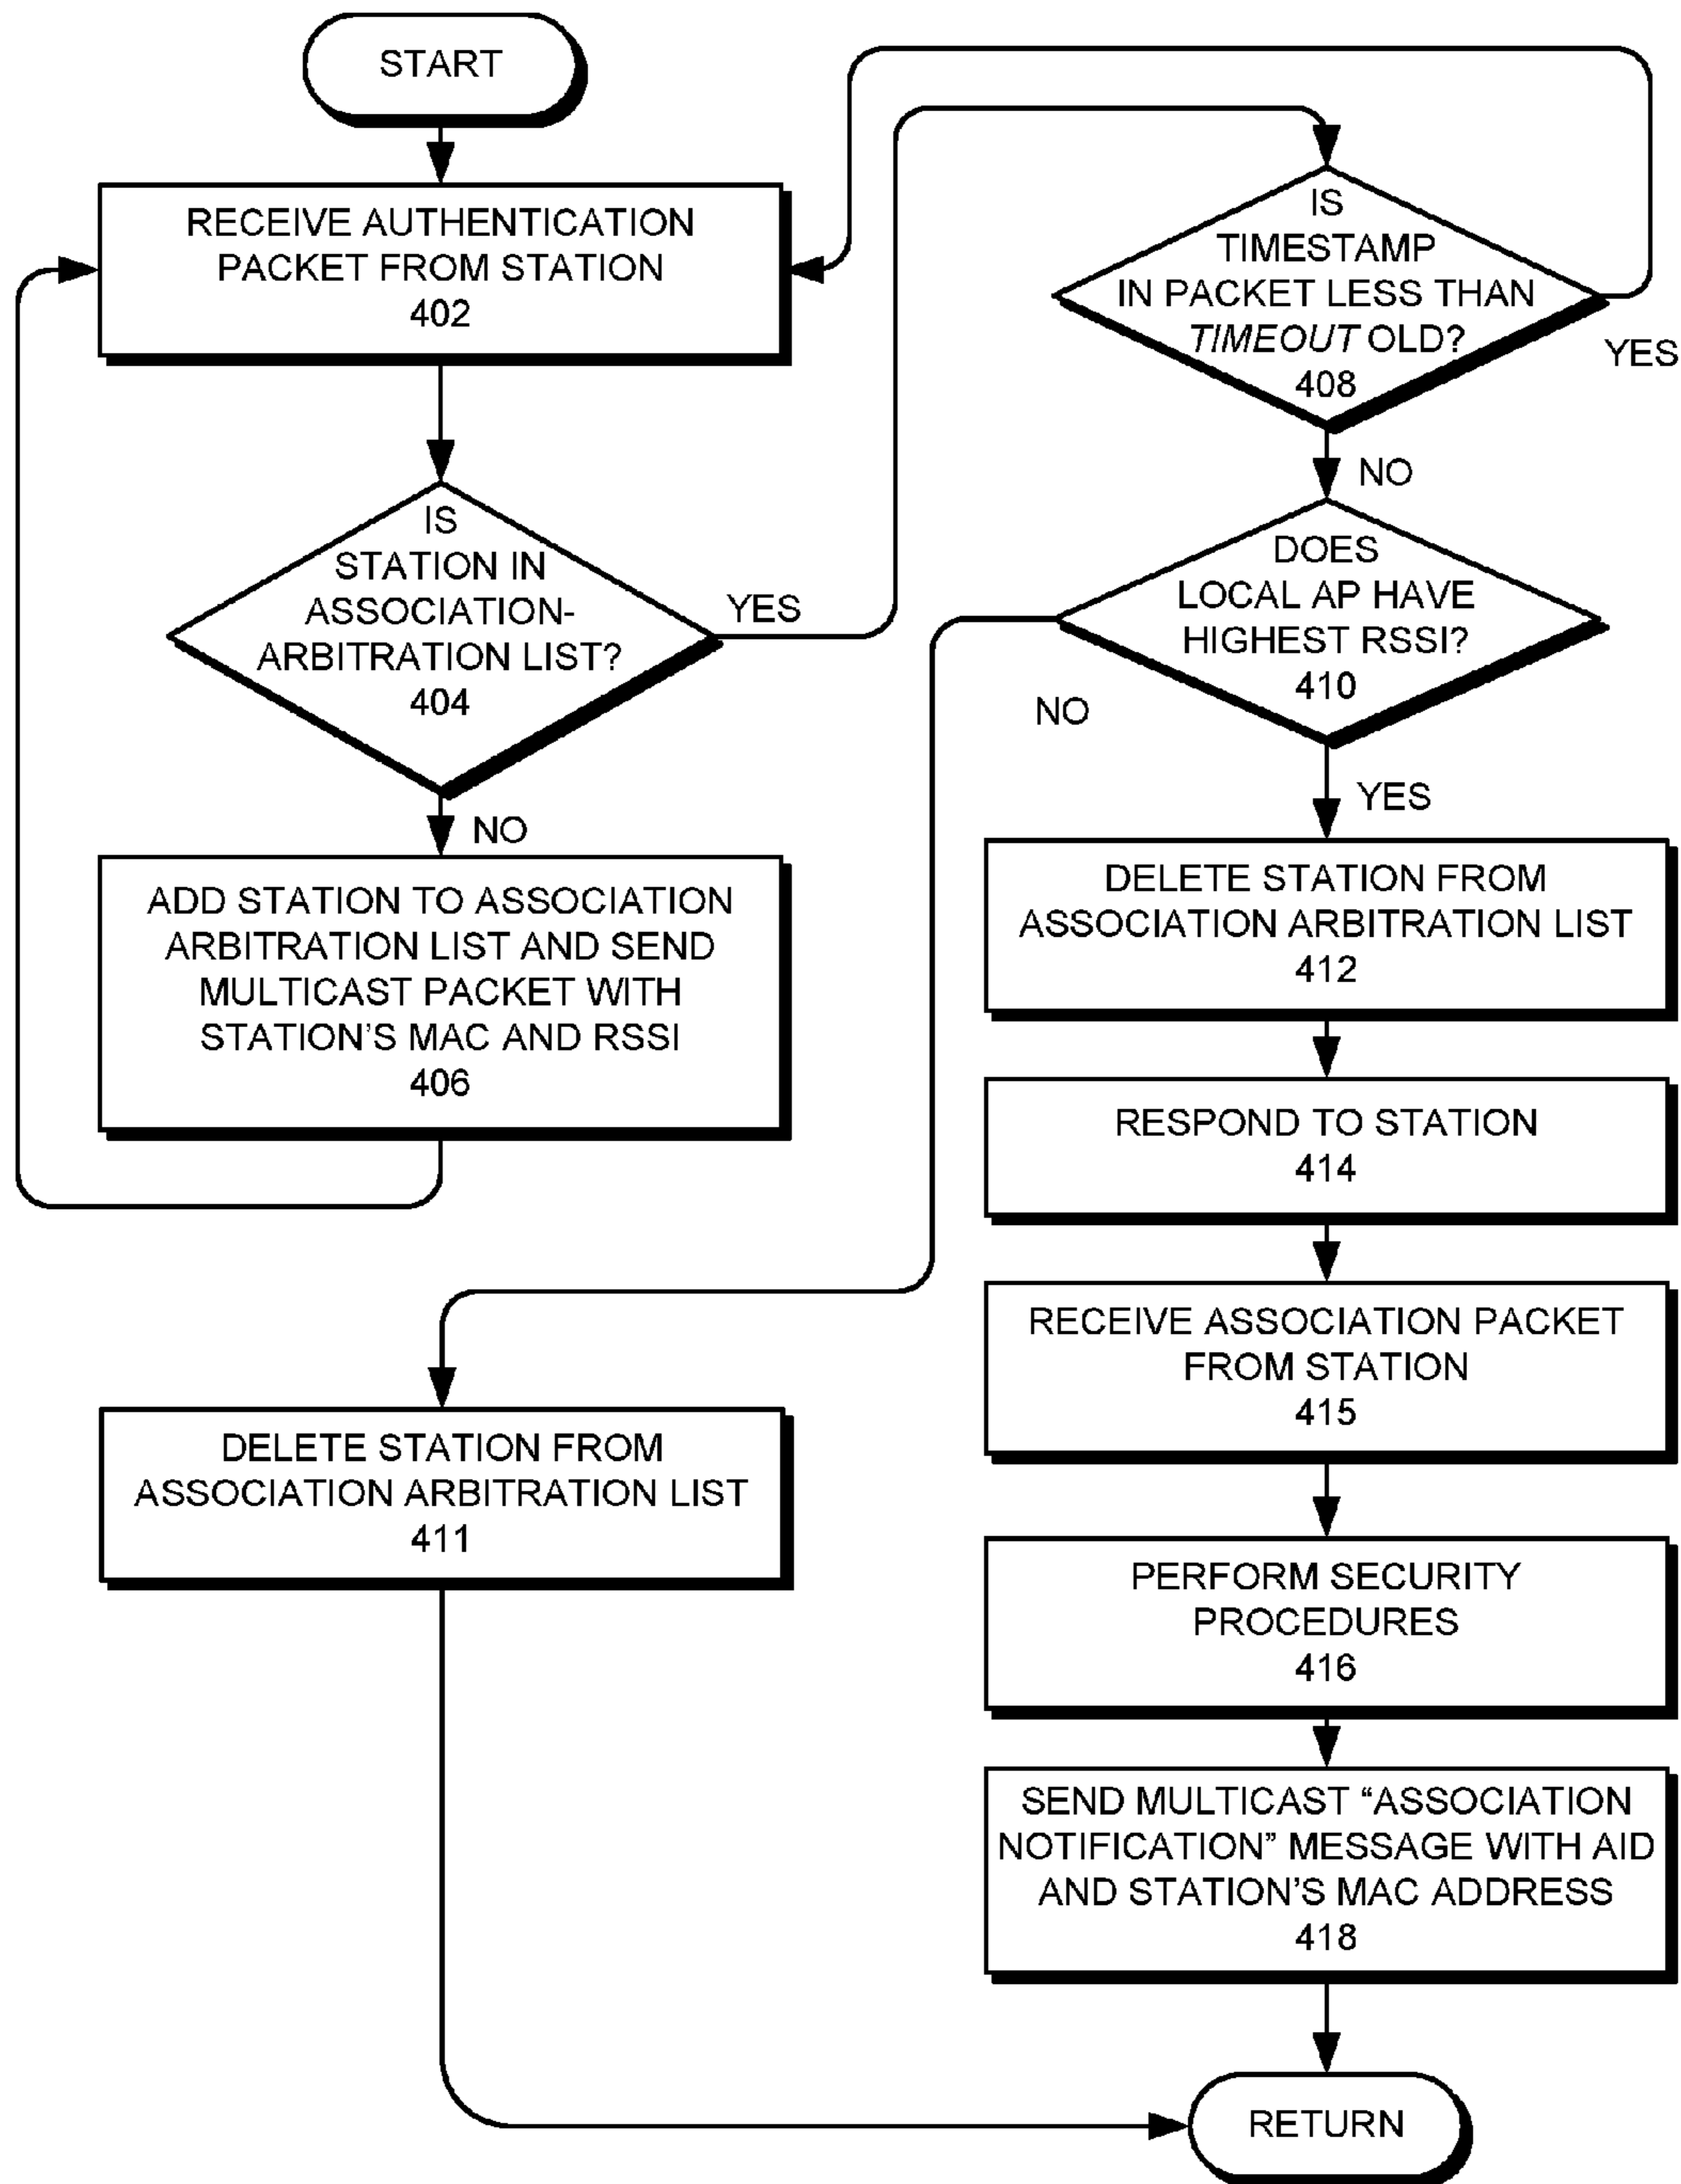 START
RECEIVE AUTHENTICATION
PACKET FROM STATION
402
IS
STATION IN
ASSOCIATION-
ARBITRATION LIST?
404
YES
NO
ADD STATION TO ASSOCIATION
ARBITRATION LIST AND SEND
MULTICAST PACKET WITH
STATION'S MAC AND RSSI
406
IS
TIMESTAMP
IN PACKET LESS THAN
TIMEOUT OLD?
408
YES
NO
DOES
LOCAL AP HAVE
HIGHEST RSSI?
410
NO
YES
DELETE STATION FROM
ASSOCIATION ARBITRATION LIST
411
DELETE STATION FROM
ASSOCIATION ARBITRATION LIST
412
RESPOND TO STATION
414
RECEIVE ASSOCIATION PACKET
FROM STATION
415
PERFORM SECURITY
PROCEDURES
416
SEND MULTICAST “ASSOCIATION
NOTIFICATION” MESSAGE WITH AID
AND STATION'S MAC ADDRESS
418
RETURN